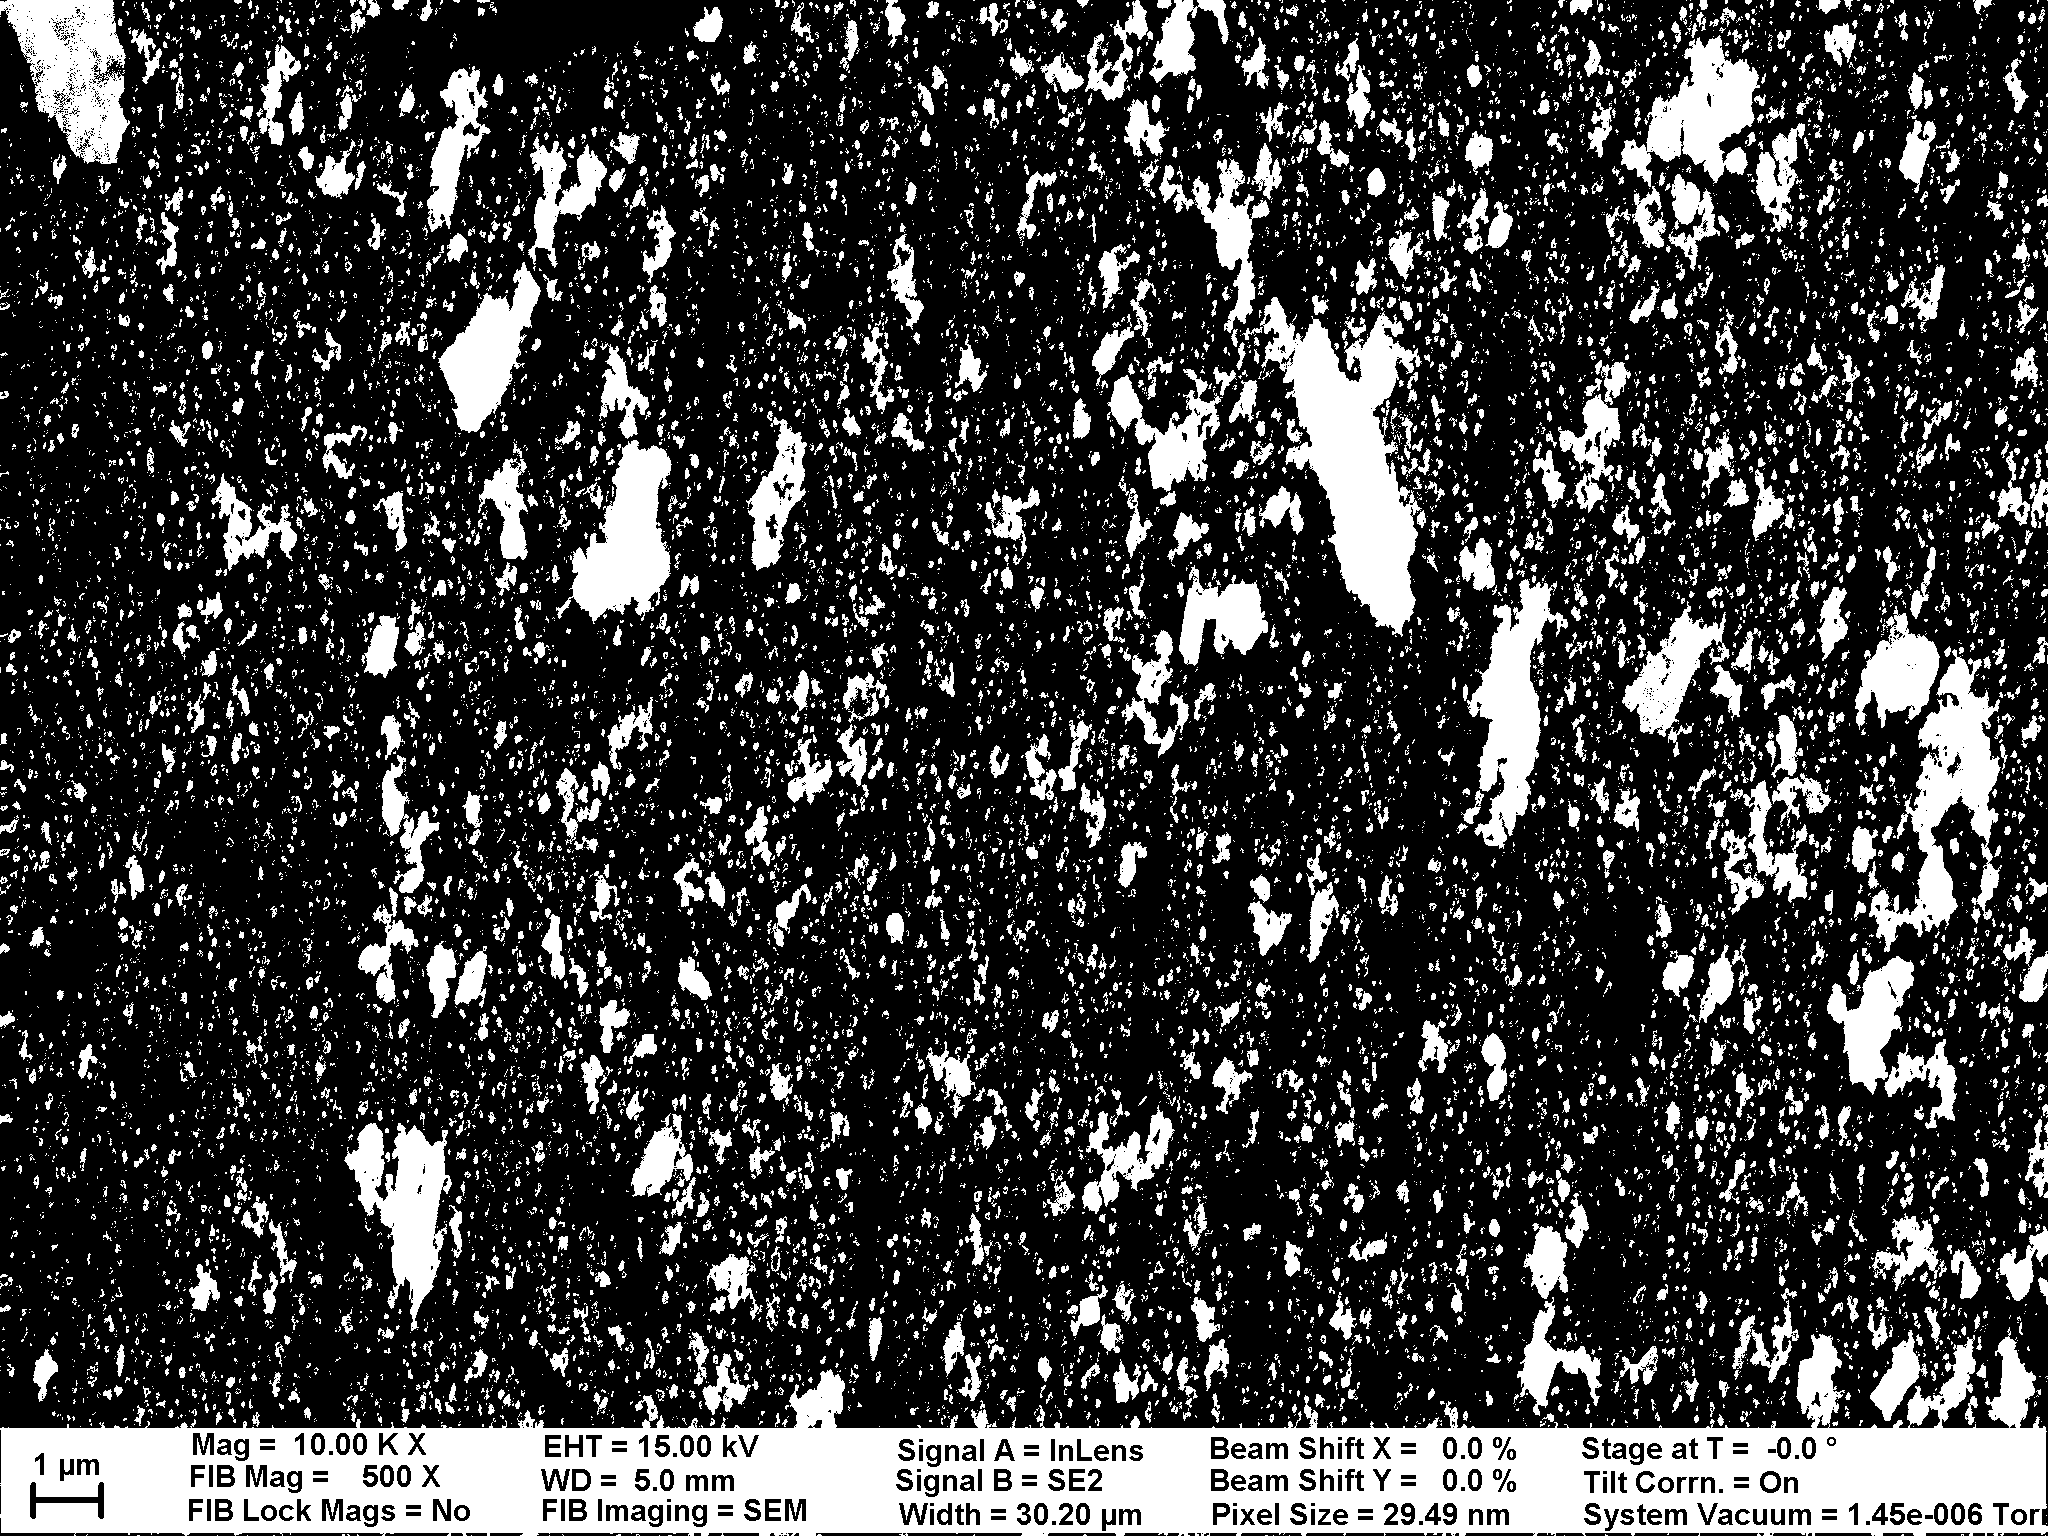 1 µm
Mag = 10.00 K X
FIB Mag = 500 X
FIB Lock Mags = No
EHT = 15.00 kV
WD = 5.0 mm
FIB Imaging = SEM
Signal A = InLens
Signal B = SE2
Width = 30.20 µm
Beam Shift X = 0.0 %
Beam Shift Y = 0.0 %
Pixel Size = 29.49 nm
Stage at T = -0.0 °
Tilt Corrn. = On
System Vacuum = 1.45e-006 Torr